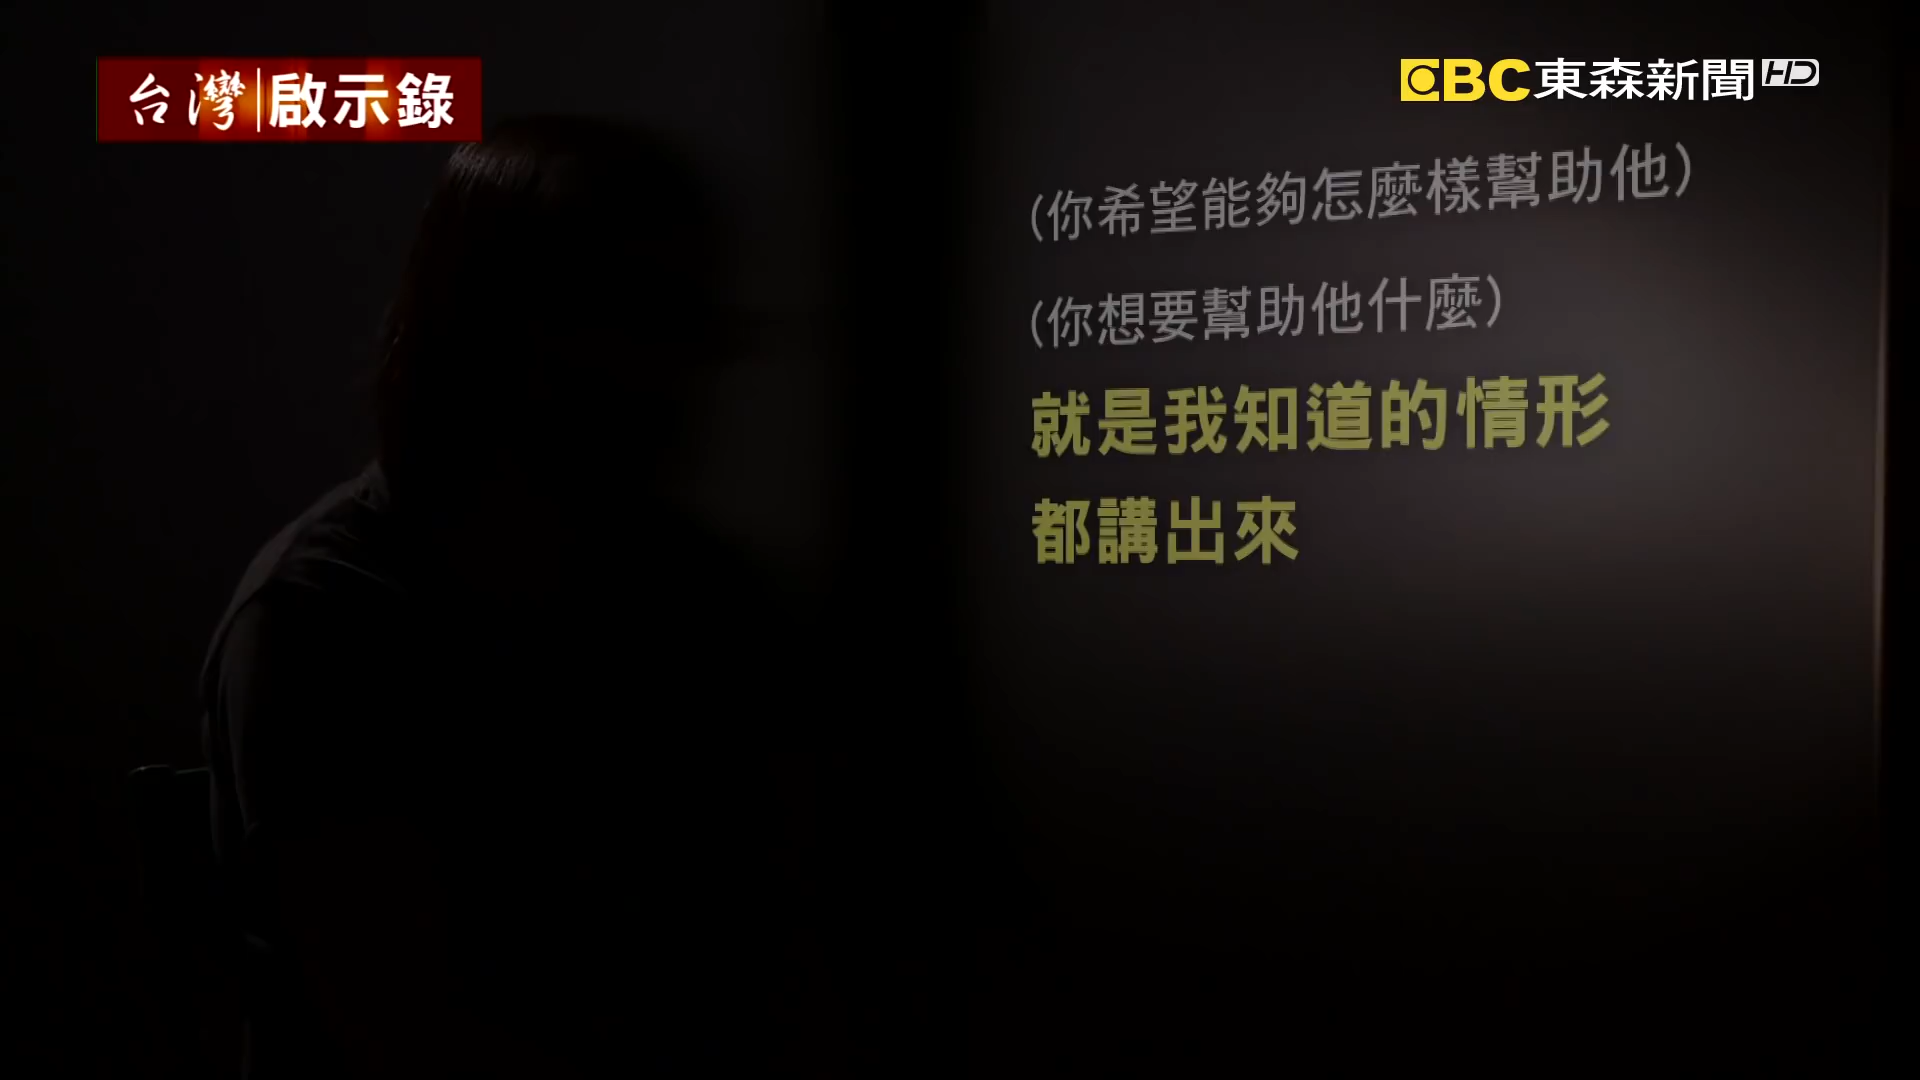 台灣|啟示錄
EBC東森新聞HD
(你希望能夠怎麼樣幫助他)
(你想要幫助他什麼)
就是我知道的情形
都講出來